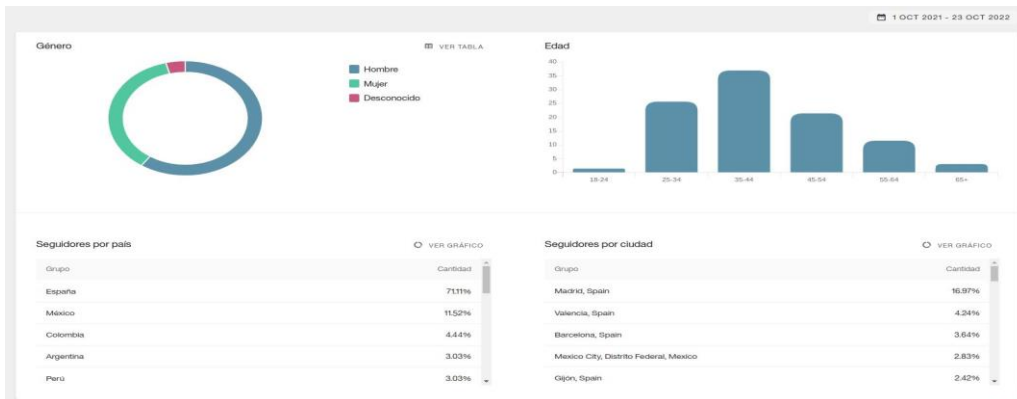 1 OCT 2021 - 23 OCT 2022
Género
VER TABLA
Hombre
Mujer
Desconocido
Edad
40
35
30
25
20
15
10
5
0
18-24 25-34 35-44 45-54 55-64 65+
Seguidores por país VER GRÁFICO
Grupo Cantidad
España 71.11%
México 11.52%
Colombia 4.44%
Argentina 3.03%
Perú 3.03%
Seguidores por ciudad VER GRÁFICO
Grupo Cantidad
Madrid, Spain 16.97%
Valencia, Spain 4.24%
Barcelona, Spain 3.64%
Mexico City, Distrito Federal, Mexico 2.83%
Gijón, Spain 2.42%